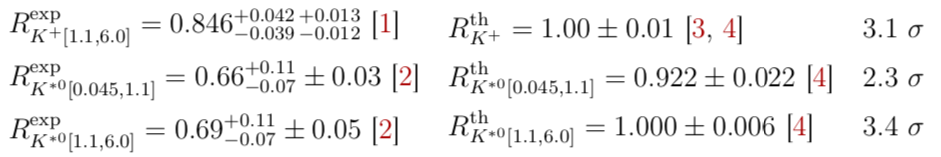 R^{exp}_{K^+[1.1,6.0]} = 0.846^{+0.042}_{-0.039}^{+0.013}_{-0.012} [1] R^{th}_{K^+} = 1.00 ± 0.01 [3, 4] 3.1 σ
R^{exp}_{K^{*0}[0.045,1.1]} = 0.66^{+0.11}_{-0.07} ± 0.03 [2] R^{th}_{K^{*0}[0.045,1.1]} = 0.922 ± 0.022 [4] 2.3 σ
R^{exp}_{K^{*0}[1.1,6.0]} = 0.69^{+0.11}_{-0.07} ± 0.05 [2] R^{th}_{K^{*0}[1.1,6.0]} = 1.000 ± 0.006 [4] 3.4 σ